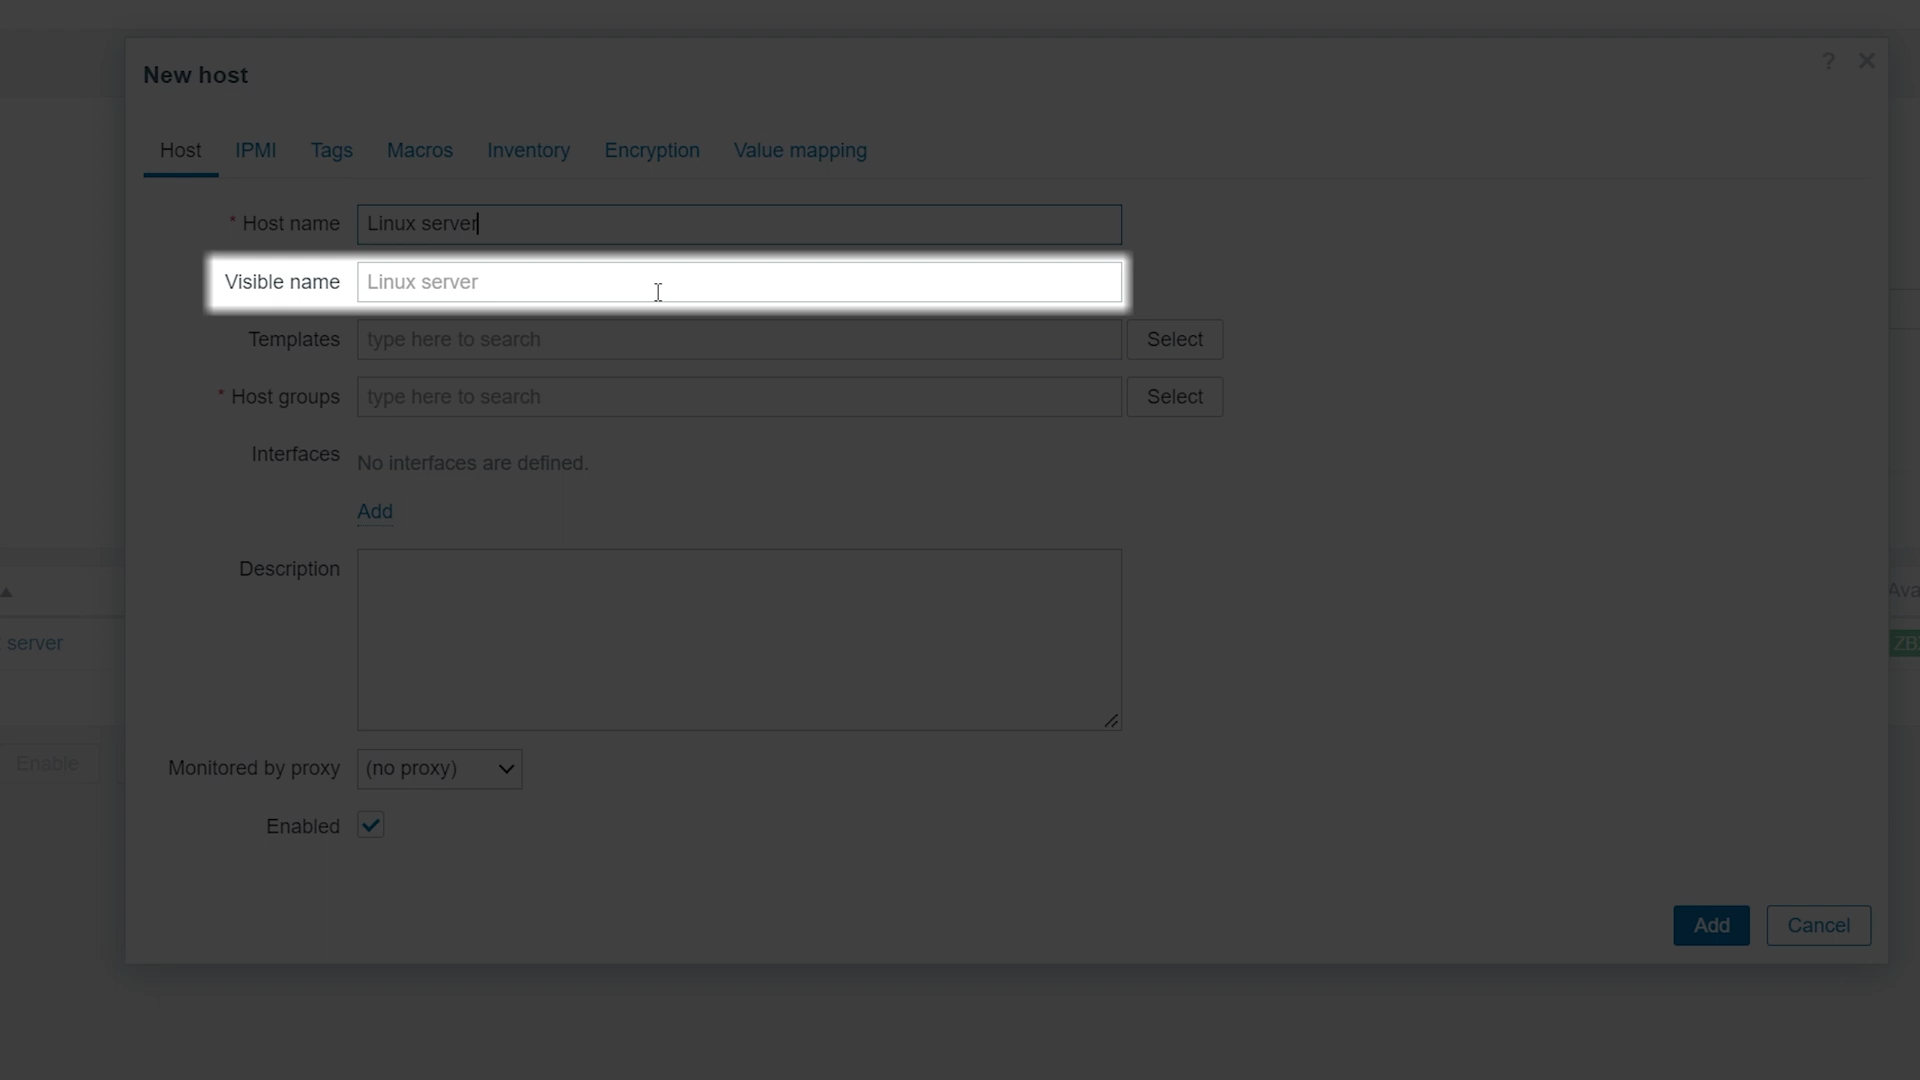 New host
?
Host IPMI Tags Macros Inventory Encryption Value mapping
* Host name Linux server
Visible name Linux server
Templates type here to search Select
* Host groups type here to search Select
Interfaces No interfaces are defined.
Add
Description
Ava
server
ZB
Enable
Monitored by proxy (no proxy)
Enabled
Add Cancel